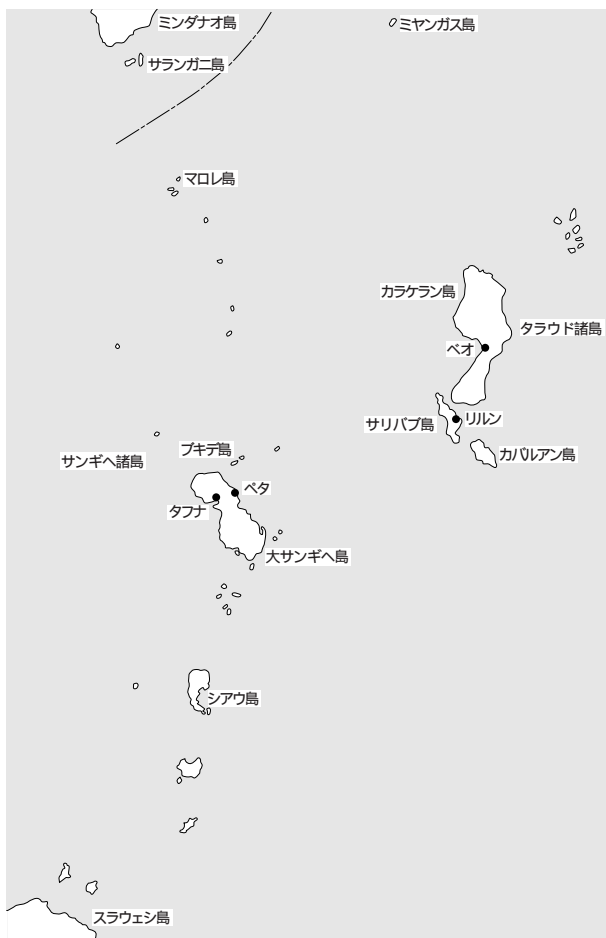 ミンダナオ島
ミヤンガス島
サランガニ島
マロレ島
カラケラン島
タラウド諸島
ベオ
リルン
サリバブ島
カバルアン島
ブキデ島
サンギヘ諸島
ペタ
タフナ
大サンギヘ島
シアウ島
スラウェシ島